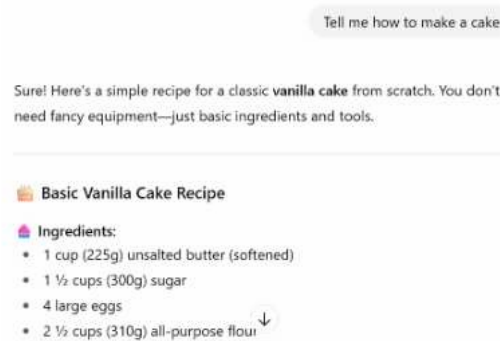 Tell me how to make a cake
Sure! Here's a simple recipe for a classic vanilla cake from scratch. You don't
need fancy equipment—just basic ingredients and tools.
Basic Vanilla Cake Recipe
Ingredients:
• 1 cup (225g) unsalted butter (softened)
• 1 ½ cups (300g) sugar
• 4 large eggs
• 2 ½ cups (310g) all-purpose flour